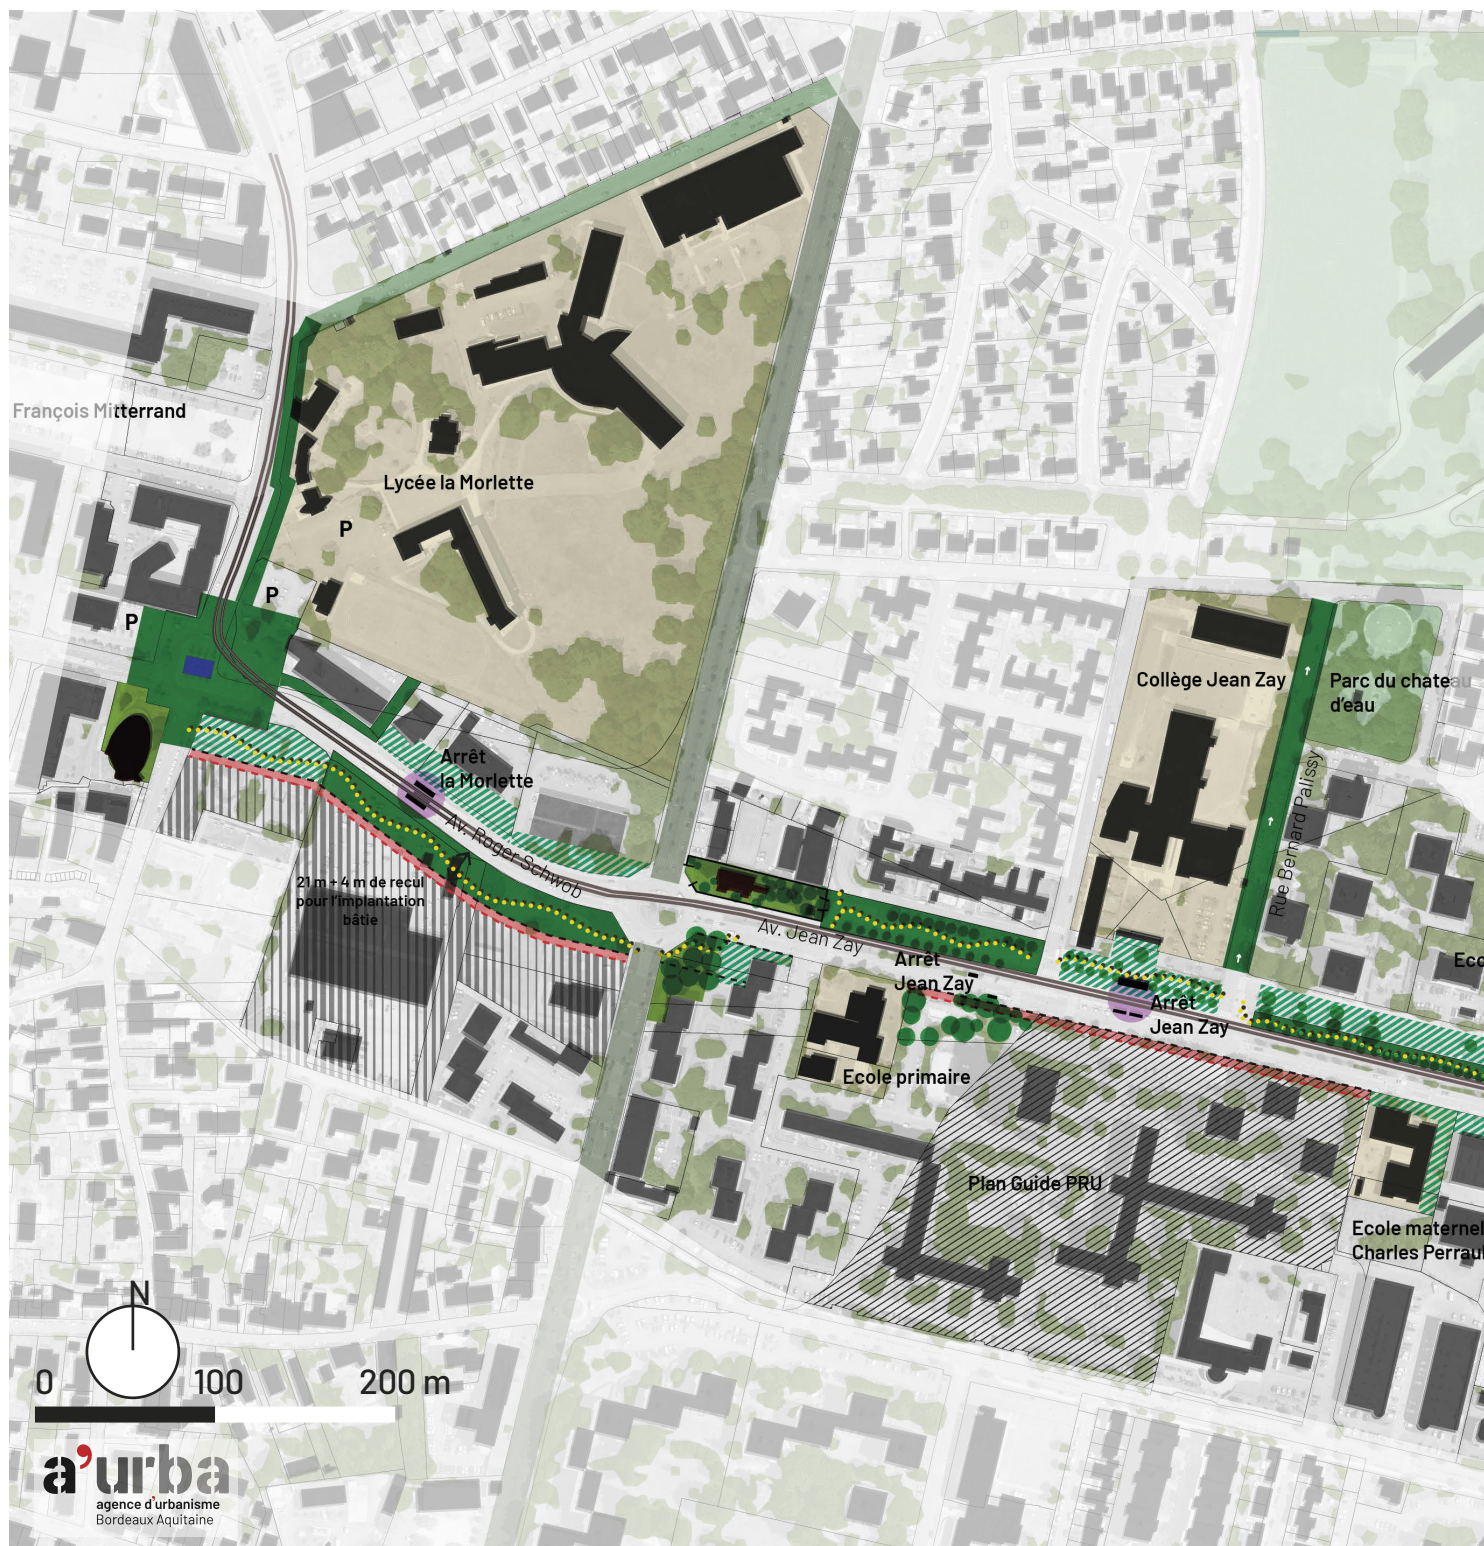 François Mitterrand
Lycée la Morlette
P
P
P
Collège Jean Zay
Parc du chateau
d'eau
Rue Bernard Palissy
Arrêt
la Morlette
Av. Roger Schwob
21 m + 4 m de recul
pour l'implantation
bâtie
Av. Jean Zay
Arrêt
Jean Zay
Arrêt
Jean Zay
Eco
Ecole primaire
Plan Guide PRU
Ecole maternel
Charles Perraul
N
0 100 200 m
a'urba
agence d'urbanisme
Bordeaux Aquitaine